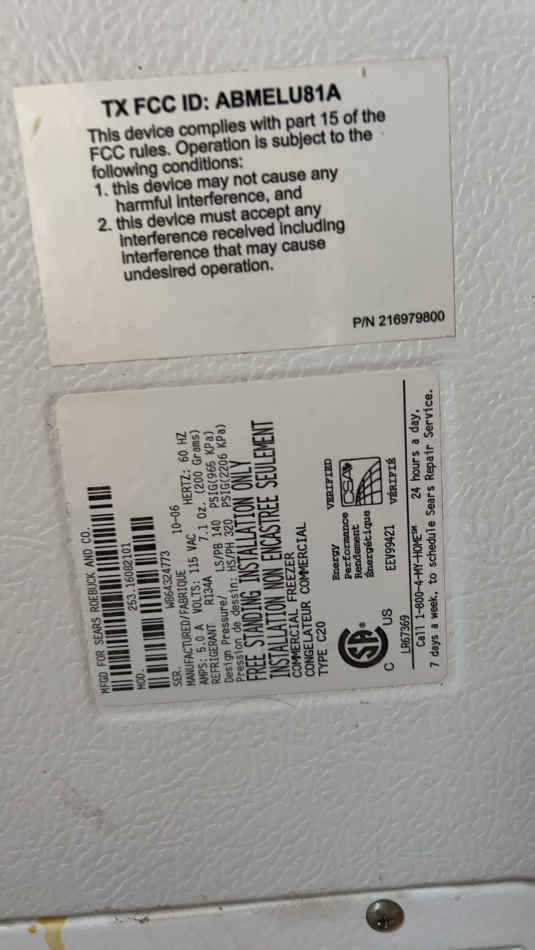 TX FCC ID: ABMELU81A
This device complies with part 15 of the
FCC rules. Operation is subject to the
following conditions:
1. this device may not cause any
harmful interference, and
2. this device must accept any
interference received including
interference that may cause
undesired operation.
P/N 216979800
MFGD FOR SEARS ROEBUCK AND CO.
MOD. 253.16082101
SER. WB64324773
MANUFACTURED/FABRIQUE 10-06
AMPS: 5.0 A VOLTS: 115 VAC HERTZ: 60 HZ
REFRIGERANT R134A 7.1 Oz. (200 Grams)
Design Pressure/ LS/PB 140 PSIG(965 KPa)
Pression de dessin: HS/PH 320 PSIG(2206 KPa)
FREE STANDING INSTALLATION ONLY
INSTALLATION NON ENCASTREE SEULEMENT
COMMERCIAL FREEZER
CONGELATEUR COMMERCIAL
TYPE C20
Energy
Performance
Rendement
Énergétique
VERIFIED
CSA
VÉRIFIÉ
EEV99421
C SA ® US
LR67369
Call 1-800-4-MY-HOME℠ 24 hours a day,
7 days a week, to schedule Sears Repair Service.